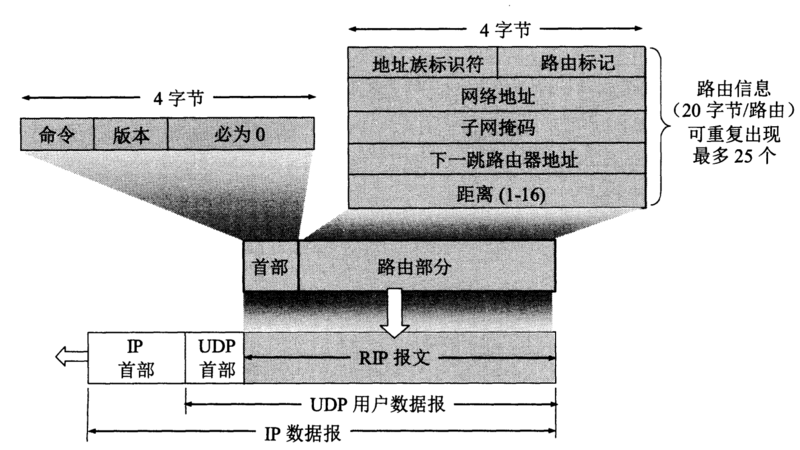 4 字节
地址族标识符
路由标记
网络地址
子网掩码
下一跳路由器地址
距离 (1-16)
路由信息
(20 字节/路由)
可重复出现
最多 25 个
4 字节
命令
版本
必为 0
首部
路由部分
IP
首部
UDP
首部
RIP 报文
UDP 用户数据报
IP 数据报